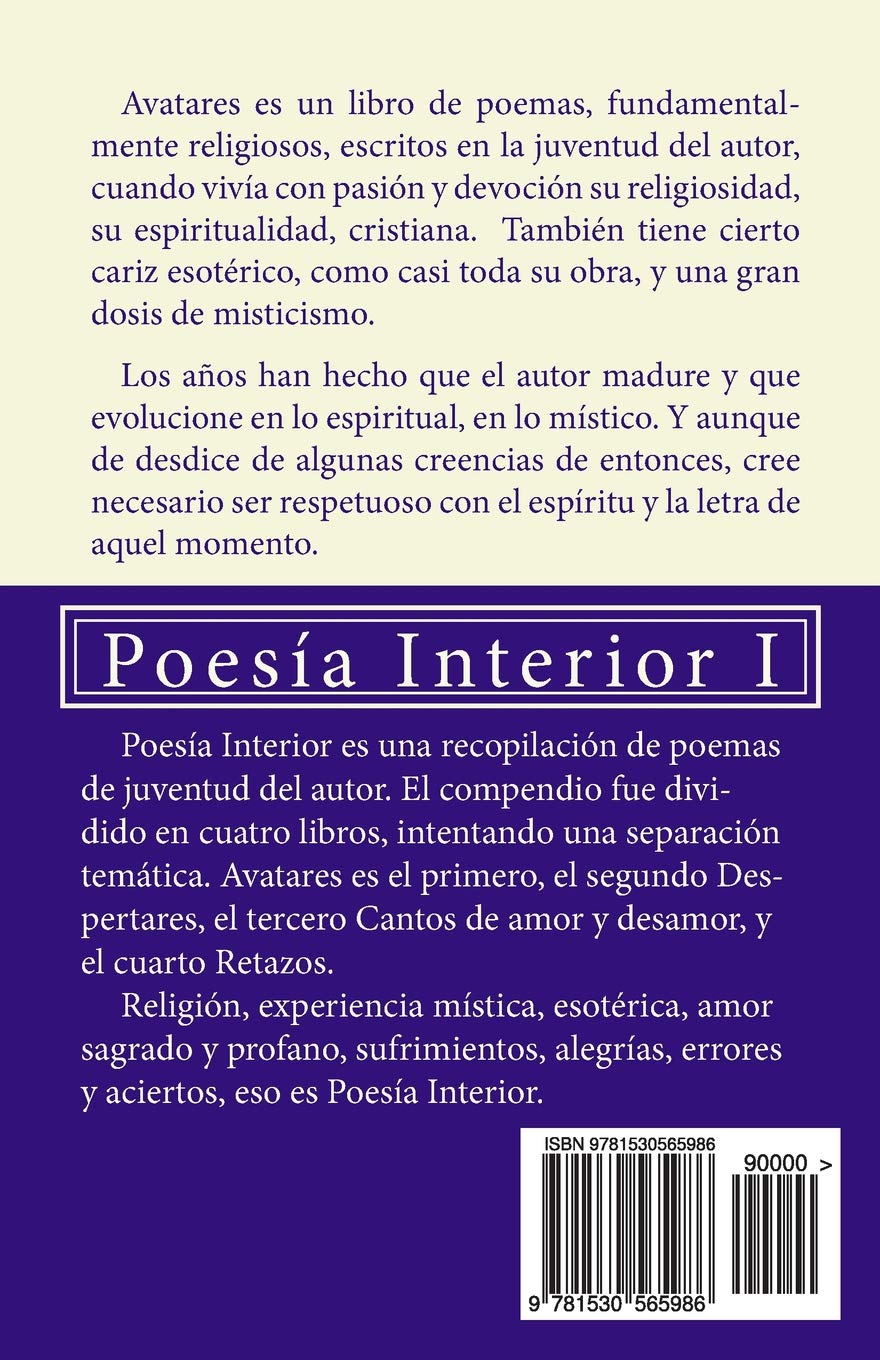 Avatares es un libro de poemas, fundamental-
mente religiosos, escritos en la juventud del autor,
cuando vivía con pasión y devoción su religiosidad,
su espiritualidad, cristiana. También tiene cierto
cariz esotérico, como casi toda su obra, y una gran
dosis de misticismo.
Los años han hecho que el autor madure y que
evolucione en lo espiritual, en lo místico. Y aunque
de desdice de algunas creencias de entonces, cree
necesario ser respetuoso con el espíritu y la letra de
aquel momento.
Poesía Interior I
Poesía Interior es una recopilación de poemas
de juventud del autor. El compendio fue divi-
dido en cuatro libros, intentando una separación
temática. Avatares es el primero, el segundo Des-
pertares, el tercero Cantos de amor y desamor, y
el cuarto Retazos.
Religión, experiencia mística, esotérica, amor
sagrado y profano, sufrimientos, alegrías, errores
y aciertos, eso es Poesía Interior.
ISBN 9781530565986
90000 >
9 781530 565986